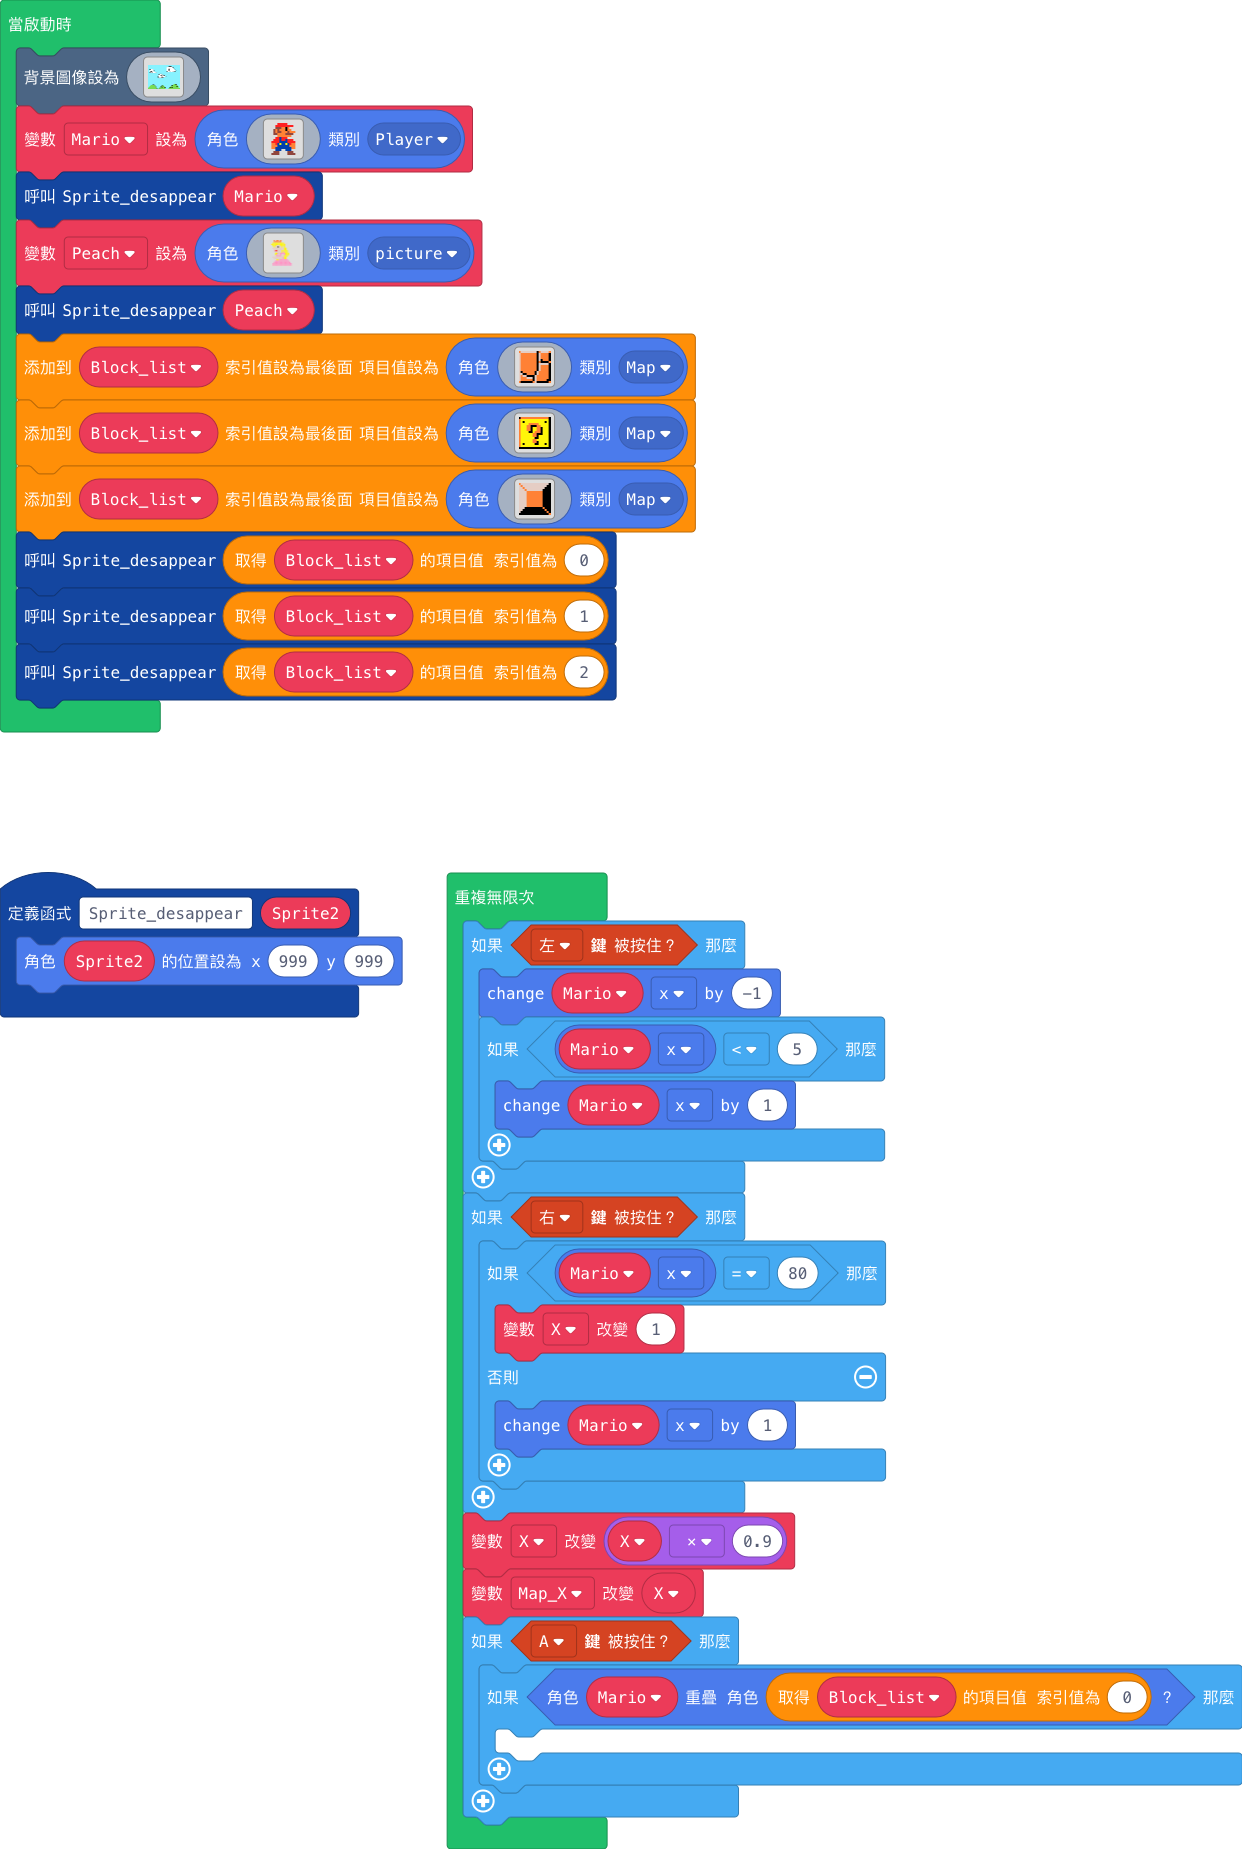 當啟動時
背景圖像設為
變數 Mario 設為 角色 類別 Player
呼叫 Sprite_desappear Mario
變數 Peach 設為 角色 類別 picture
呼叫 Sprite_desappear Peach
添加到 Block_list 索引值設為最後面 項目值設為 角色 類別 Map
添加到 Block_list 索引值設為最後面 項目值設為 角色 ? 類別 Map
添加到 Block_list 索引值設為最後面 項目值設為 角色 類別 Map
呼叫 Sprite_desappear 取得 Block_list 的項目值 索引值為 0
呼叫 Sprite_desappear 取得 Block_list 的項目值 索引值為 1
呼叫 Sprite_desappear 取得 Block_list 的項目值 索引值為 2
定義函式 Sprite_desappear Sprite2
角色 Sprite2 的位置設為 x 999 y 999
重複無限次
如果 左 鍵 被按住？ 那麼
change Mario x by -1
如果 Mario x < 5 那麼
change Mario x by 1
如果 右 鍵 被按住？ 那麼
如果 Mario x = 80 那麼
變數 X 改變 1
否則
change Mario x by 1
變數 X 改變 X × 0.9
變數 Map_X 改變 X
如果 A 鍵 被按住？ 那麼
如果 角色 Mario 重疊 角色 取得 Block_list 的項目值 索引值為 0 ？ 那麼